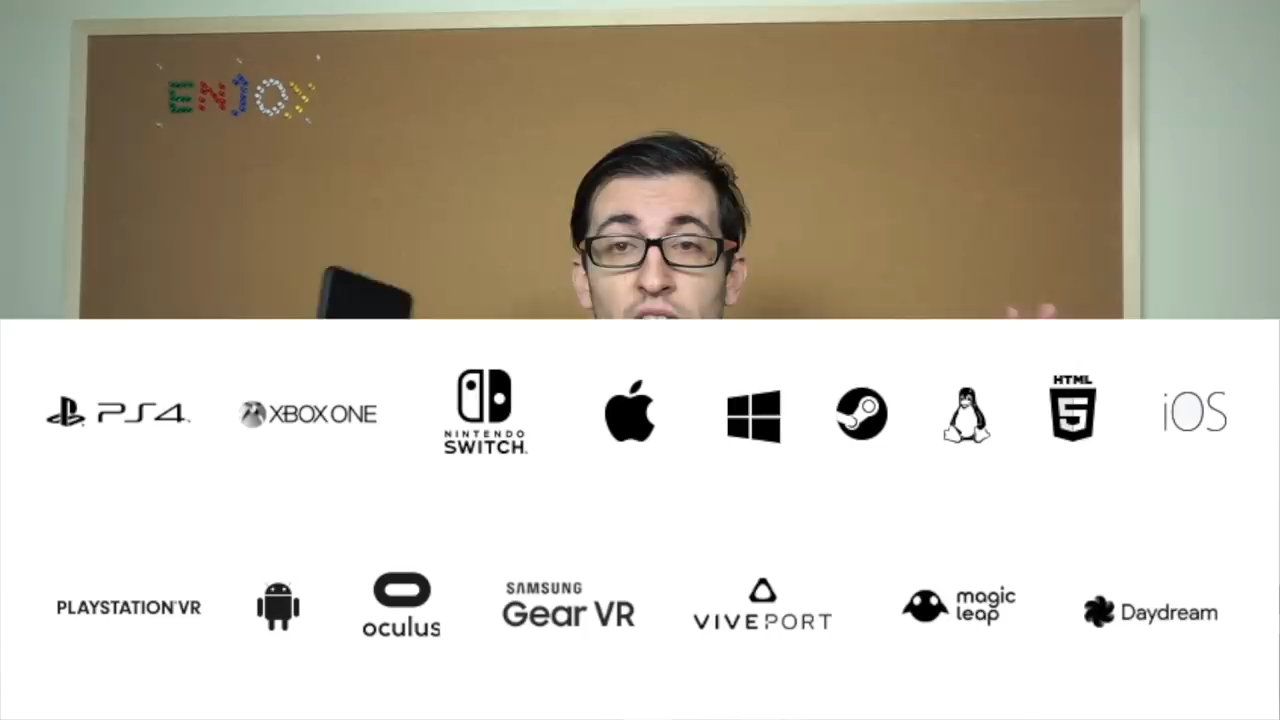 ENJOY
PS4
XBOX ONE
NINTENDO
SWITCH
HTML
5
iOS
PLAYSTATION VR
oculus
SAMSUNG
Gear VR
VIVEPORT
magic
leap
Daydream